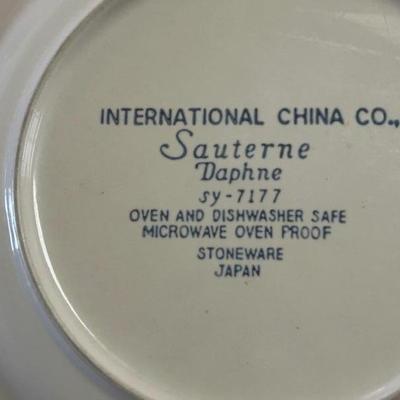 INTERNATIONAL CHINA CO.,
Sauterne
Daphne
SY-7177
OVEN AND DISHWASHER SAFE
MICROWAVE OVEN PROOF
STONEWARE
JAPAN